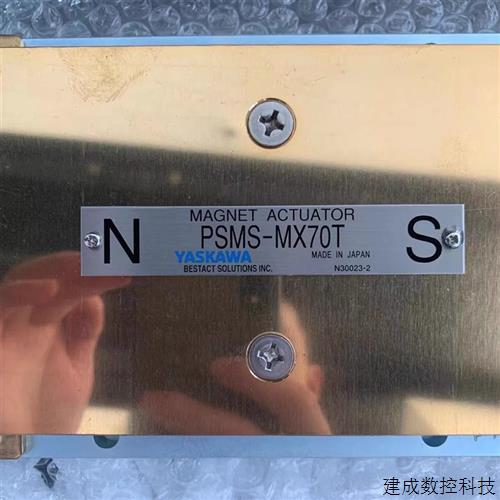 MAGNET ACTUATOR
N PSMS-MX70T S
YASKAWA MADE IN JAPAN
BESTACT SOLUTIONS INC. N30023-2
建成数控科技